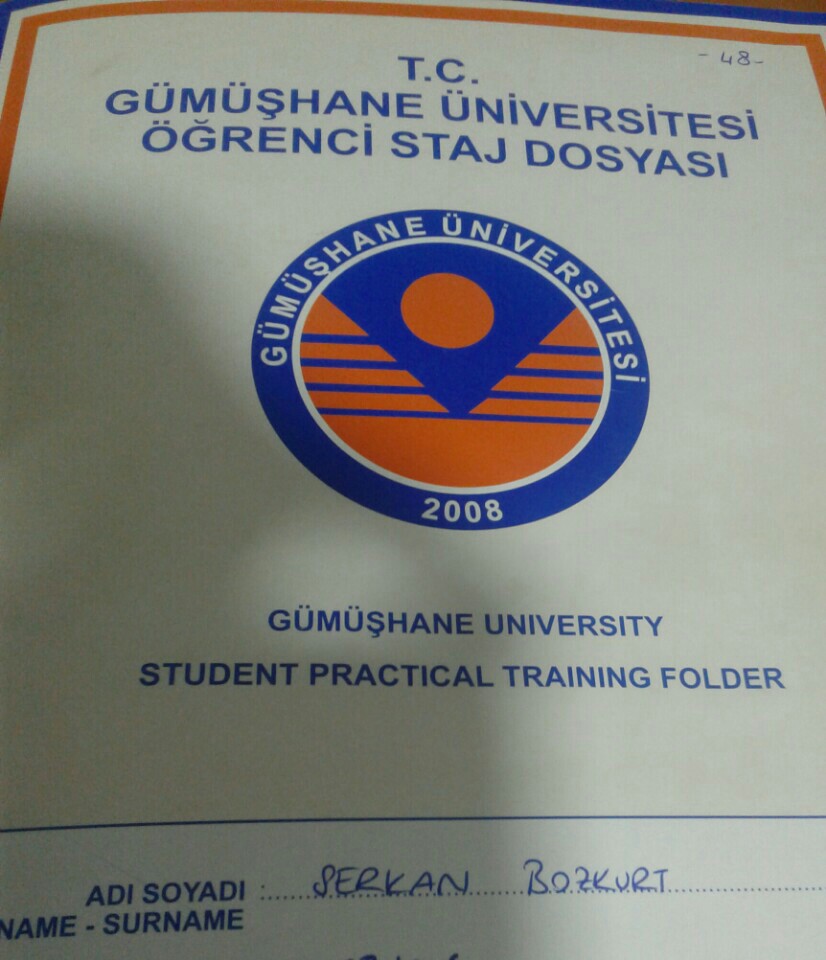 - 48-
T.C.
GÜMÜŞHANE ÜNİVERSİTESİ
ÖĞRENCİ STAJ DOSYASI
GÜMÜŞHANE ÜNİVERSİTESİ
2008
GÜMÜŞHANE UNIVERSITY
STUDENT PRACTICAL TRAINING FOLDER
ADI SOYADI : SERKAN BOZKURT
NAME - SURNAME